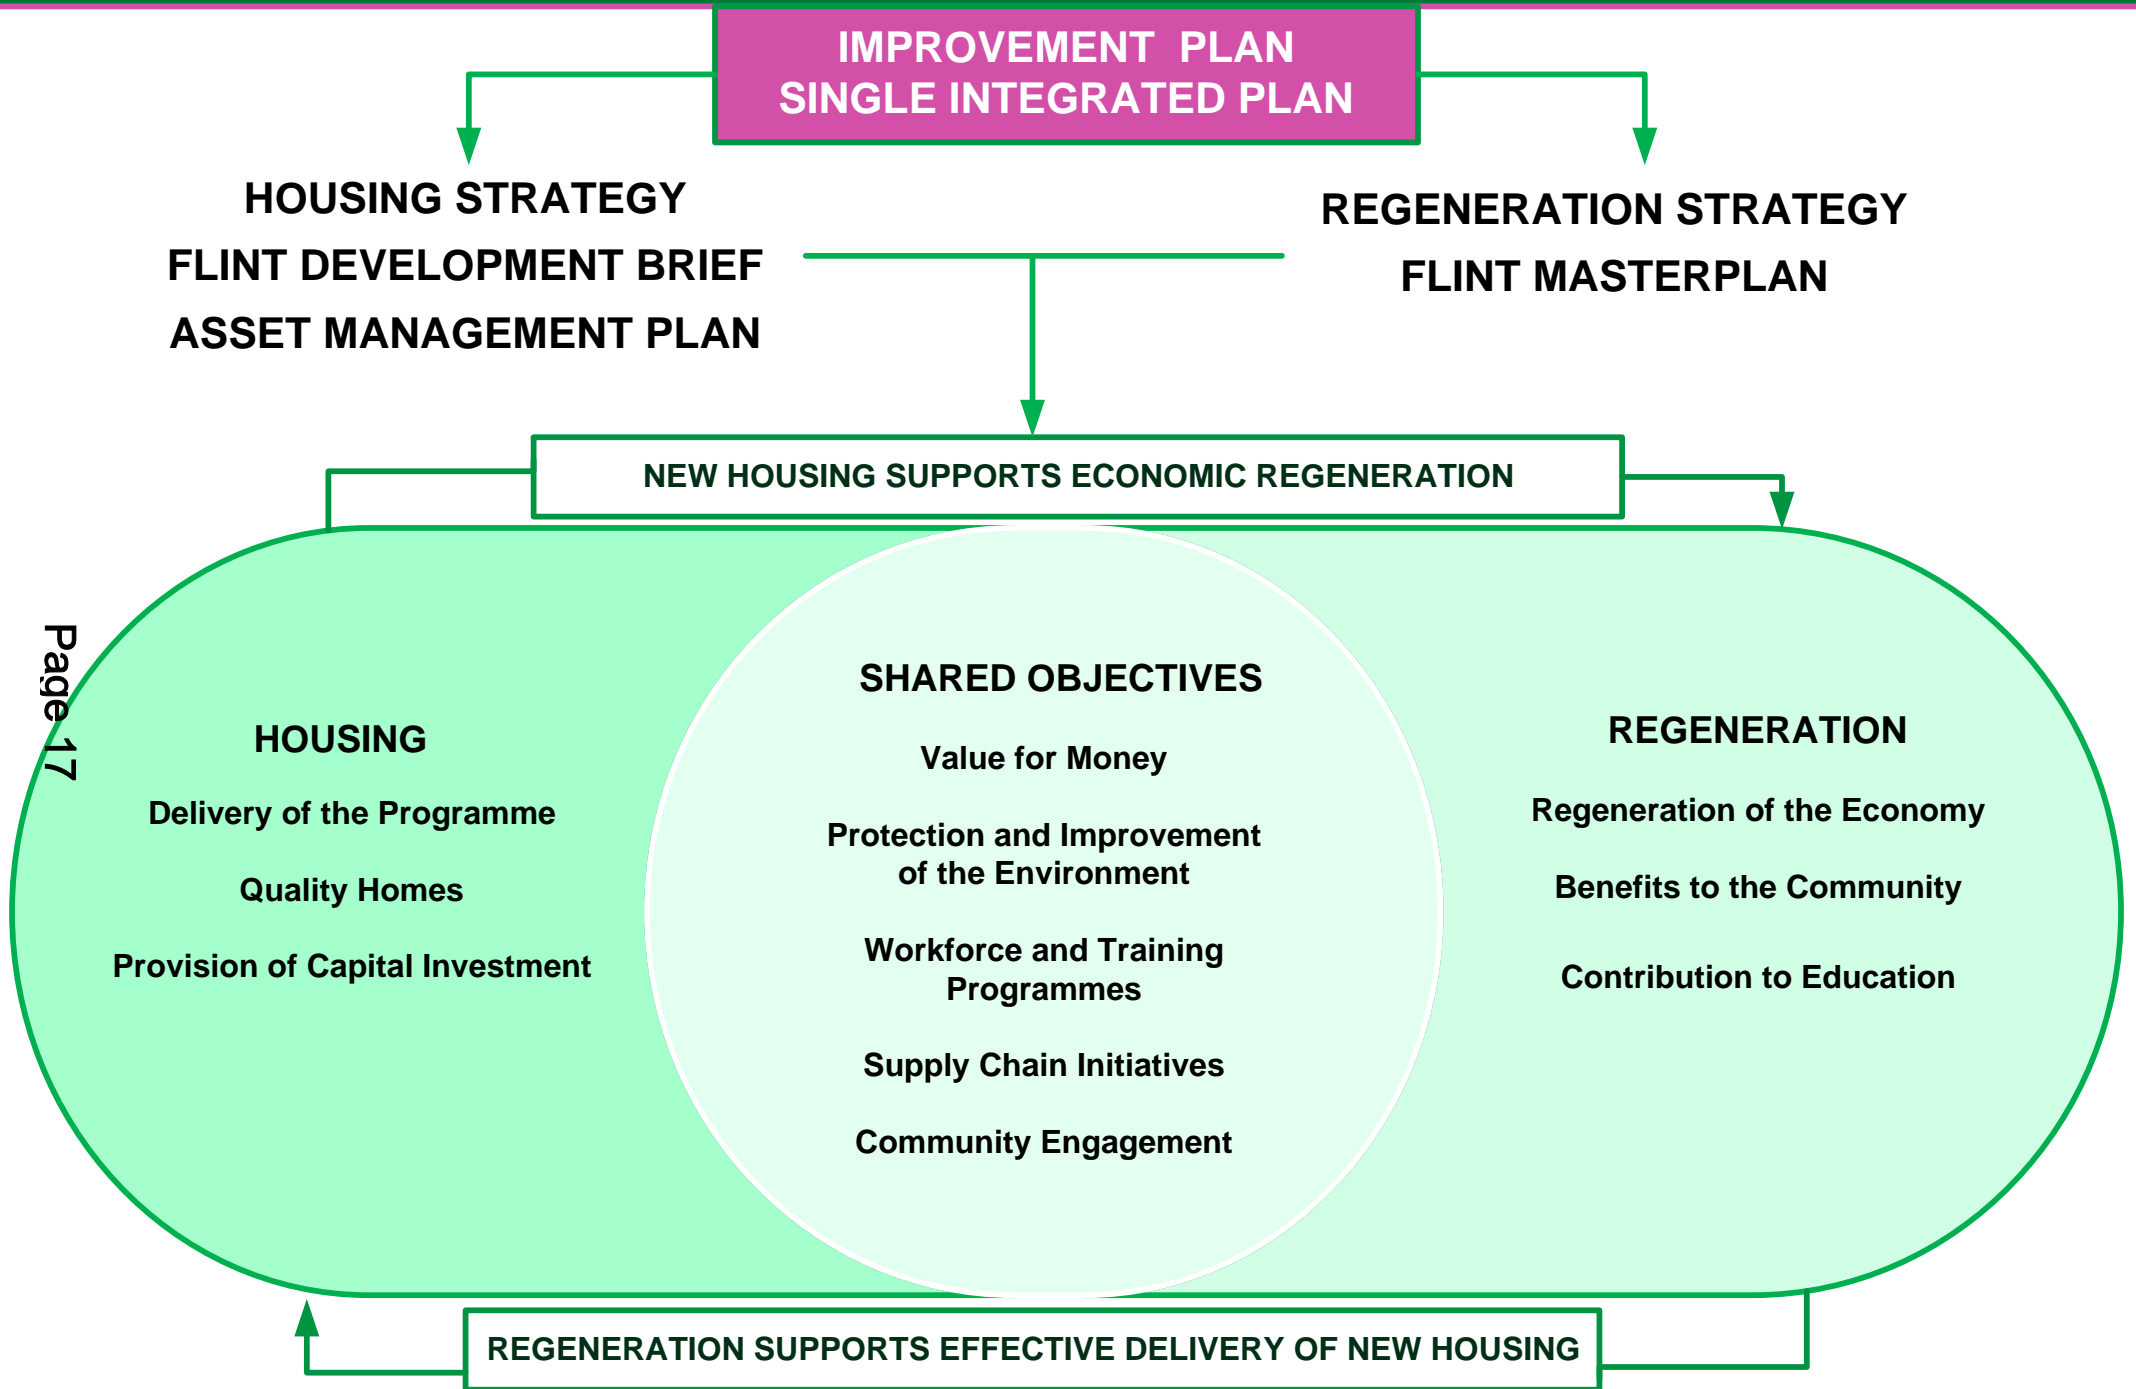 IMPROVEMENT PLAN
SINGLE INTEGRATED PLAN
HOUSING STRATEGY
FLINT DEVELOPMENT BRIEF
ASSET MANAGEMENT PLAN
REGENERATION STRATEGY
FLINT MASTERPLAN
NEW HOUSING SUPPORTS ECONOMIC REGENERATION
Page 17
HOUSING
Delivery of the Programme
Quality Homes
Provision of Capital Investment
SHARED OBJECTIVES
Value for Money
Protection and Improvement
of the Environment
Workforce and Training
Programmes
Supply Chain Initiatives
Community Engagement
REGENERATION
Regeneration of the Economy
Benefits to the Community
Contribution to Education
REGENERATION SUPPORTS EFFECTIVE DELIVERY OF NEW HOUSING